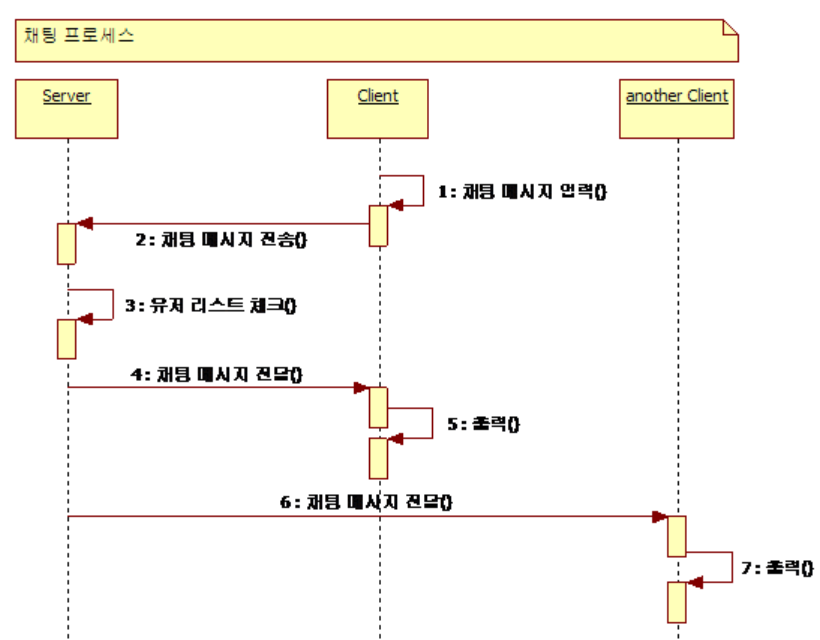 채팅 프로세스
Server
Client
another Client
1 : 채팅 메시지 입력()
2 : 채팅 메시지 전송()
3 : 유저 리스트 체크()
4 : 채팅 메시지 전달()
5 : 출력()
6 : 채팅 메시지 전달()
7 : 출력()